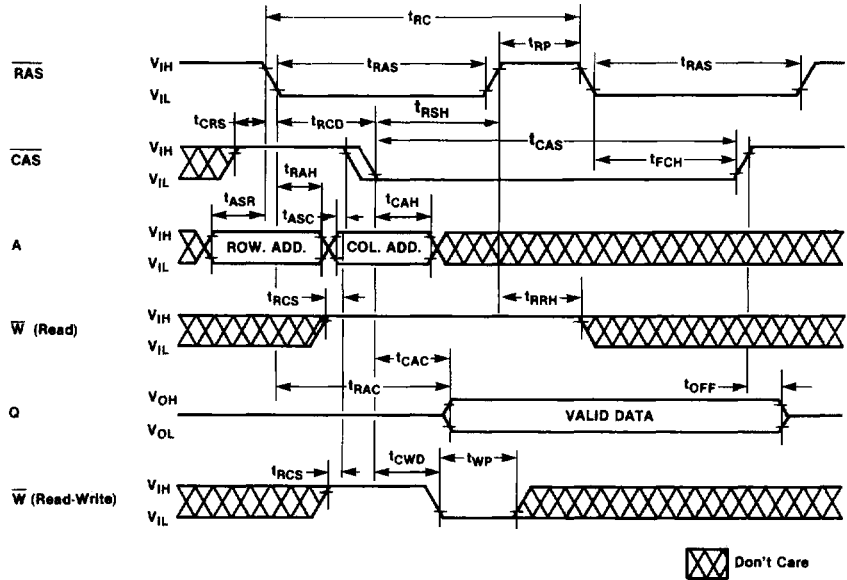 tRC
tRP
RAS VIH VIL tRAS tRAS
tCRS tRCD tRSH
CAS VIH VIL tCAS tFCH
tRAH
tASR tASC tCAH
A VIH VIL ROW. ADD. COL. ADD.
tRCS tRRH
W (Read) VIH VIL
tCAC
tRAC tOFF
Q VOH VOL VALID DATA
tRCS tCWD tWP
W (Read-Write) VIH VIL
Don't Care